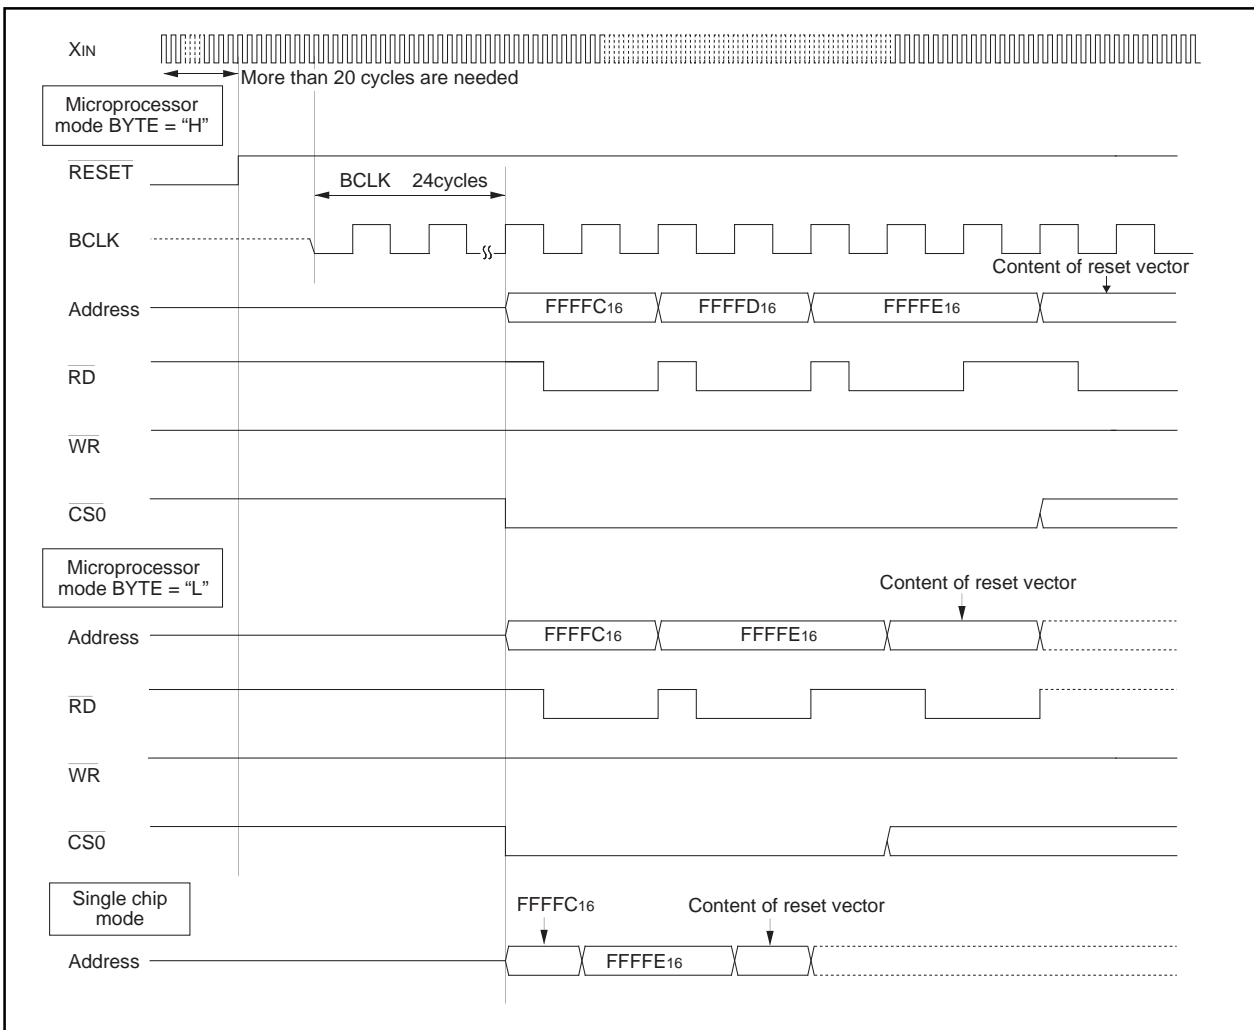 XIN
More than 20 cycles are needed
Microprocessor
mode BYTE = “H”
RESET
BCLK 24cycles
BCLK
Content of reset vector
Address
FFFFC16
FFFFD16
FFFFE16
RD
WR
CS0
Microprocessor
mode BYTE = “L”
Content of reset vector
Address
FFFFC16
FFFFE16
RD
WR
CS0
Single chip
mode
FFFFC16
Content of reset vector
Address
FFFFE16